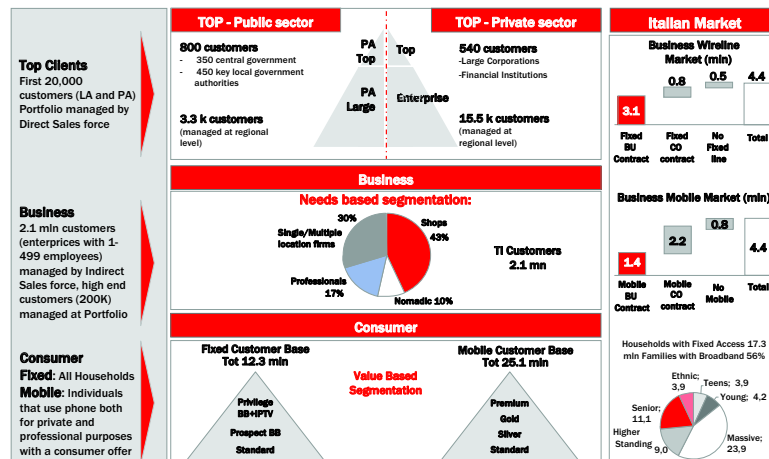 TOP - Public sector
TOP - Private sector
Italian Market
Top Clients
First 20,000
customers (LA and PA)
Portfolio managed by
Direct Sales force
800 customers
- 350 central government
- 450 key local government
authorities
3.3 k customers
(managed at regional
level)
PA
Top
Top
PA
Large
Enterprise
540 customers
-Large Corporations
-Financial Institutions
15.5 k customers
(managed at
regional level)
Business Wireline
Market (mln)
3.1
0.8
0.5
4.4
Fixed
BU
Contract
Fixed
CO
contract
No
Fixed
line
Total
Business
2.1 mln customers
(enterprices with 1-
499 employees)
managed by Indirect
Sales force, high end
customers (200K)
managed at Portfolio
Business
Needs based segmentation:
30%
Single/Multiple
location firms
Shops
43%
Professionals
17%
Nomadic 10%
TI Customers
2.1 mn
Business Mobile Market (mln)
1.4
2.2
0.8
4.4
Mobile
BU
Contract
Mobile
CO
contract
No
Mobile
Total
Consumer
Fixed: All Households
Mobile: Individuals
that use phone both
for private and
professional purposes
with a consumer offer
Consumer
Fixed Customer Base
Tot 12.3 mln
Privilege
BB+IPTV
Prospect BB
Standard
Value Based
Segmentation
Mobile Customer Base
Tot 25.1 mln
Premium
Gold
Silver
Standard
Households with Fixed Access 17.3
mln Families with Broadband 56%
Ethnic;
3,9
Teens; 3,9
Young; 4,2
Senior;
11,1
Higher
Standing
9,0
Massive;
23,9